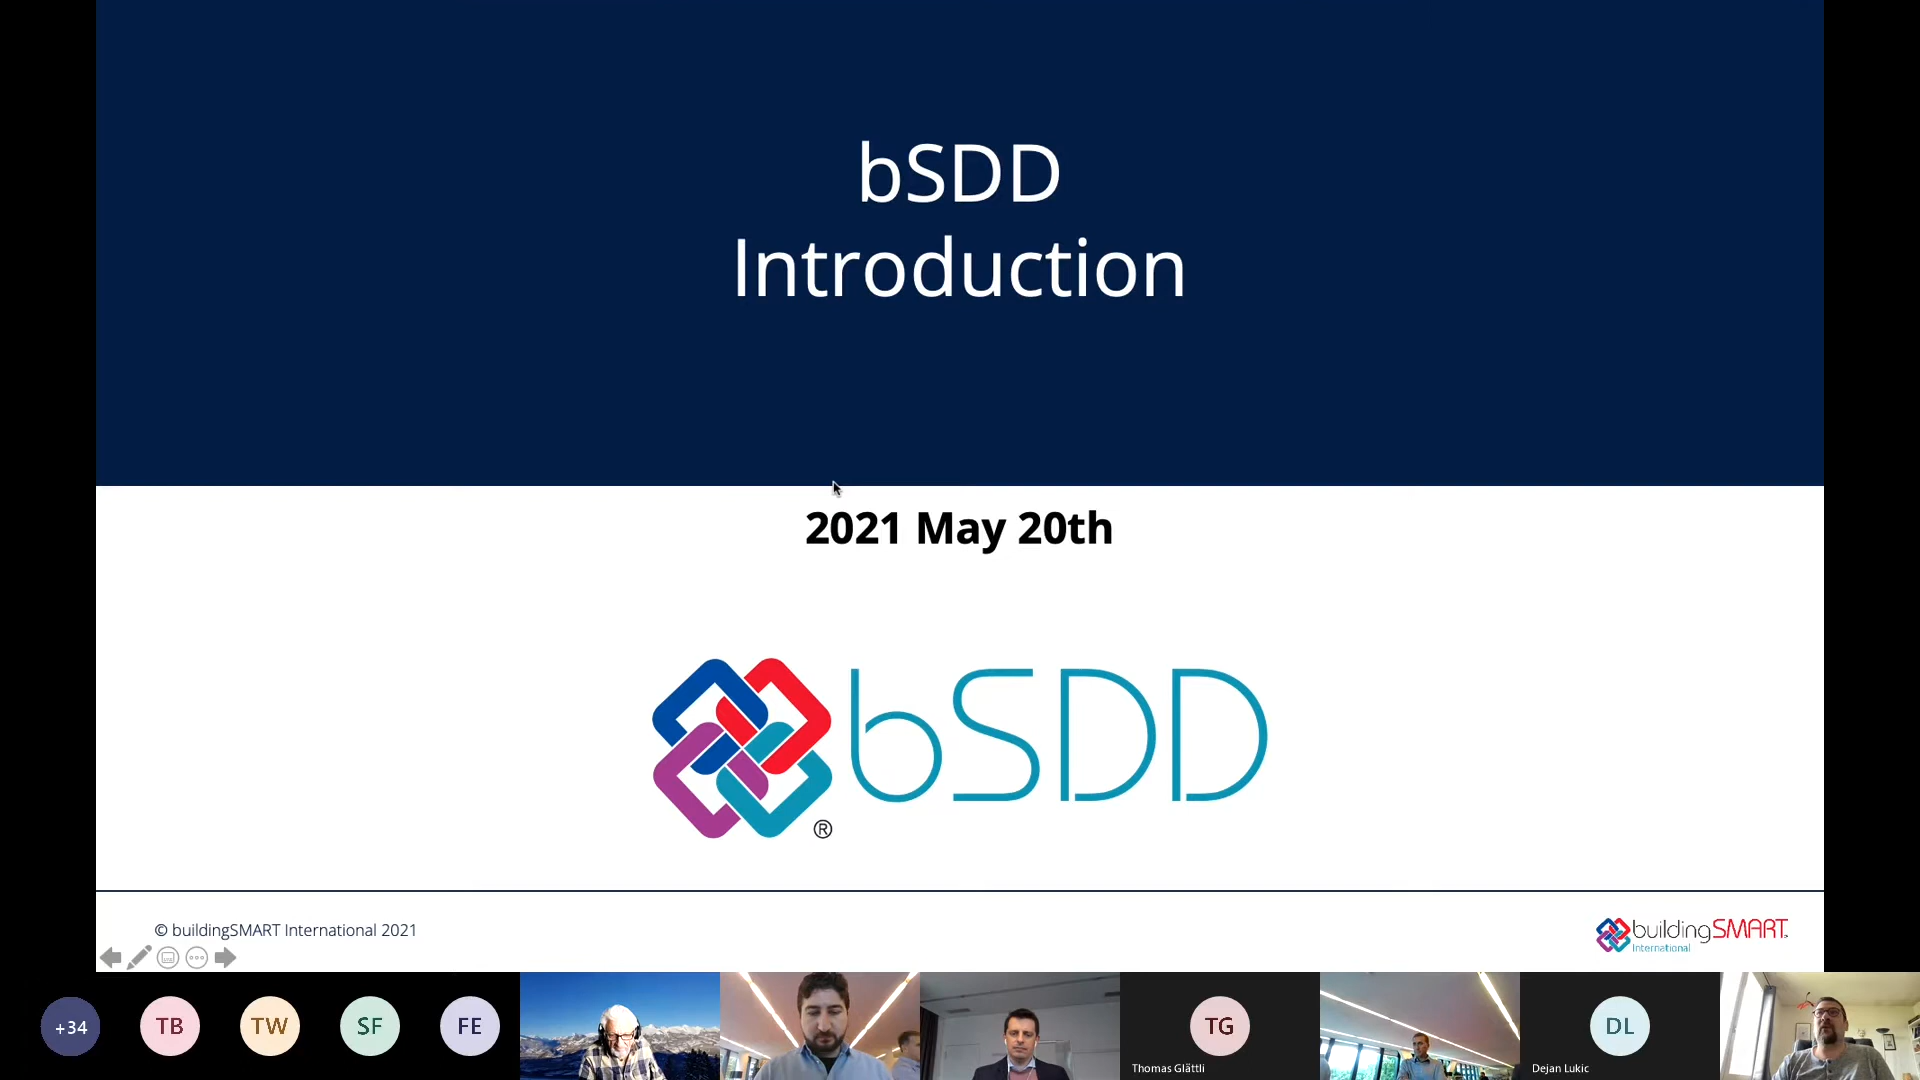 bSDD
Introduction
2021 May 20th
bSDD
®
© buildingSMART International 2021
buildingSMART
International
+34
TB
TW
SF
FE
TG
Thomas Glättli
DL
Dejan Lukic